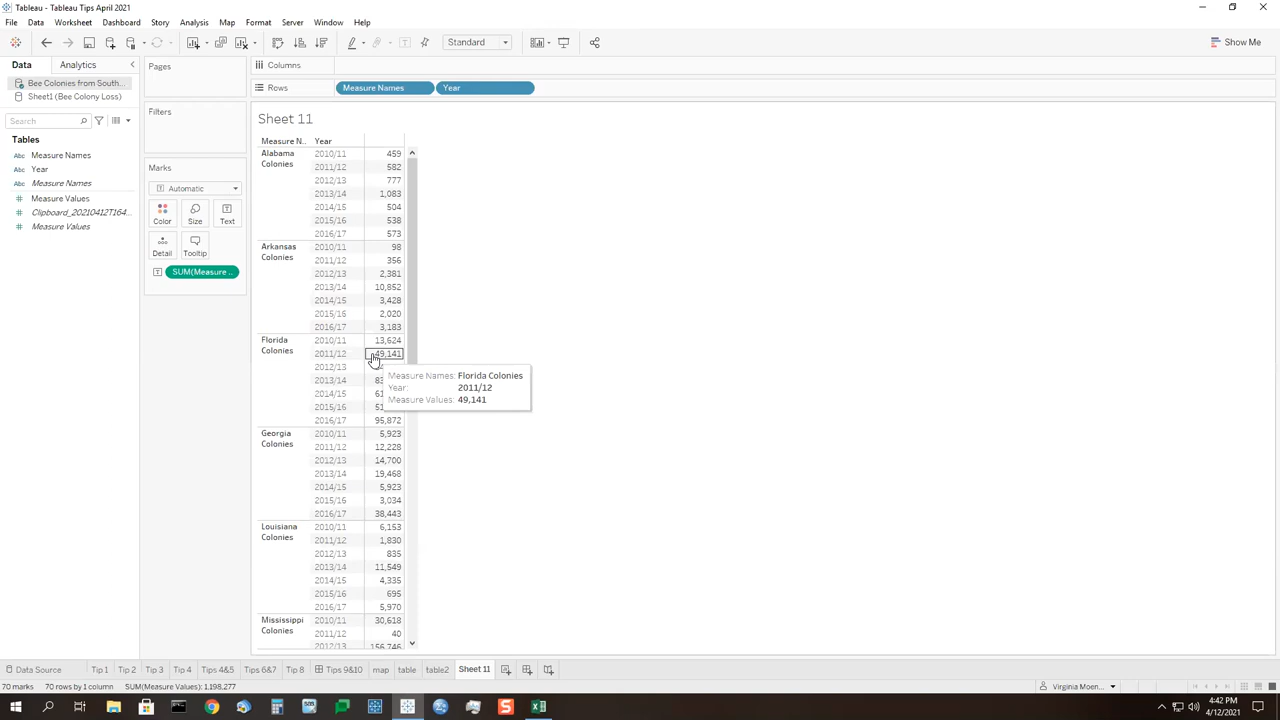 Tableau - Tableau Tips April 2021
File Data Worksheet Dashboard Story Analysis Map Format Server Window Help
Standard
Show Me
Data Analytics
Bee Colonies from South...
Sheet1 (Bee Colony Loss)
Search
Tables
Abc Measure Names
Abc Year
Abc Measure Names
# Measure Values
# Clipboard_20210412T164...
# Measure Values
Pages
Filters
Marks
Automatic
Color Size Text
Detail Tooltip
SUM(Measure ..
Columns
Rows Measure Names Year
Sheet 11
Measure N.. Year
Alabama Colonies 2010/11 459
2011/12 582
2012/13 777
2013/14 1,083
2014/15 504
2015/16 538
2016/17 573
Arkansas Colonies 2010/11 98
2011/12 356
2012/13 2,381
2013/14 10,852
2014/15 3,428
2015/16 2,020
2016/17 3,183
Florida Colonies 2010/11 13,624
2011/12 49,141
2012/13
2013/14
2014/15
2015/16
2016/17 95,872
Measure Names: Florida Colonies
Year: 2011/12
Measure Values: 49,141
Georgia Colonies 2010/11 5,923
2011/12 12,228
2012/13 14,700
2013/14 19,468
2014/15 5,923
2015/16 3,034
2016/17 38,443
Louisiana Colonies 2010/11 6,153
2011/12 1,830
2012/13 835
2013/14 11,549
2014/15 4,335
2015/16 695
2016/17 5,970
Mississippi Colonies 2010/11 30,618
2011/12 40
2012/13 156,746
Data Source Tip 1 Tip 2 Tip 3 Tip 4 Tips 4&5 Tips 6&7 Tip 8 Tips 9&10 map table table2 Sheet 11
70 marks 70 rows by 1 column SUM(Measure Values): 1,198,277
Virginia Moen...
4:42 PM
4/12/2021